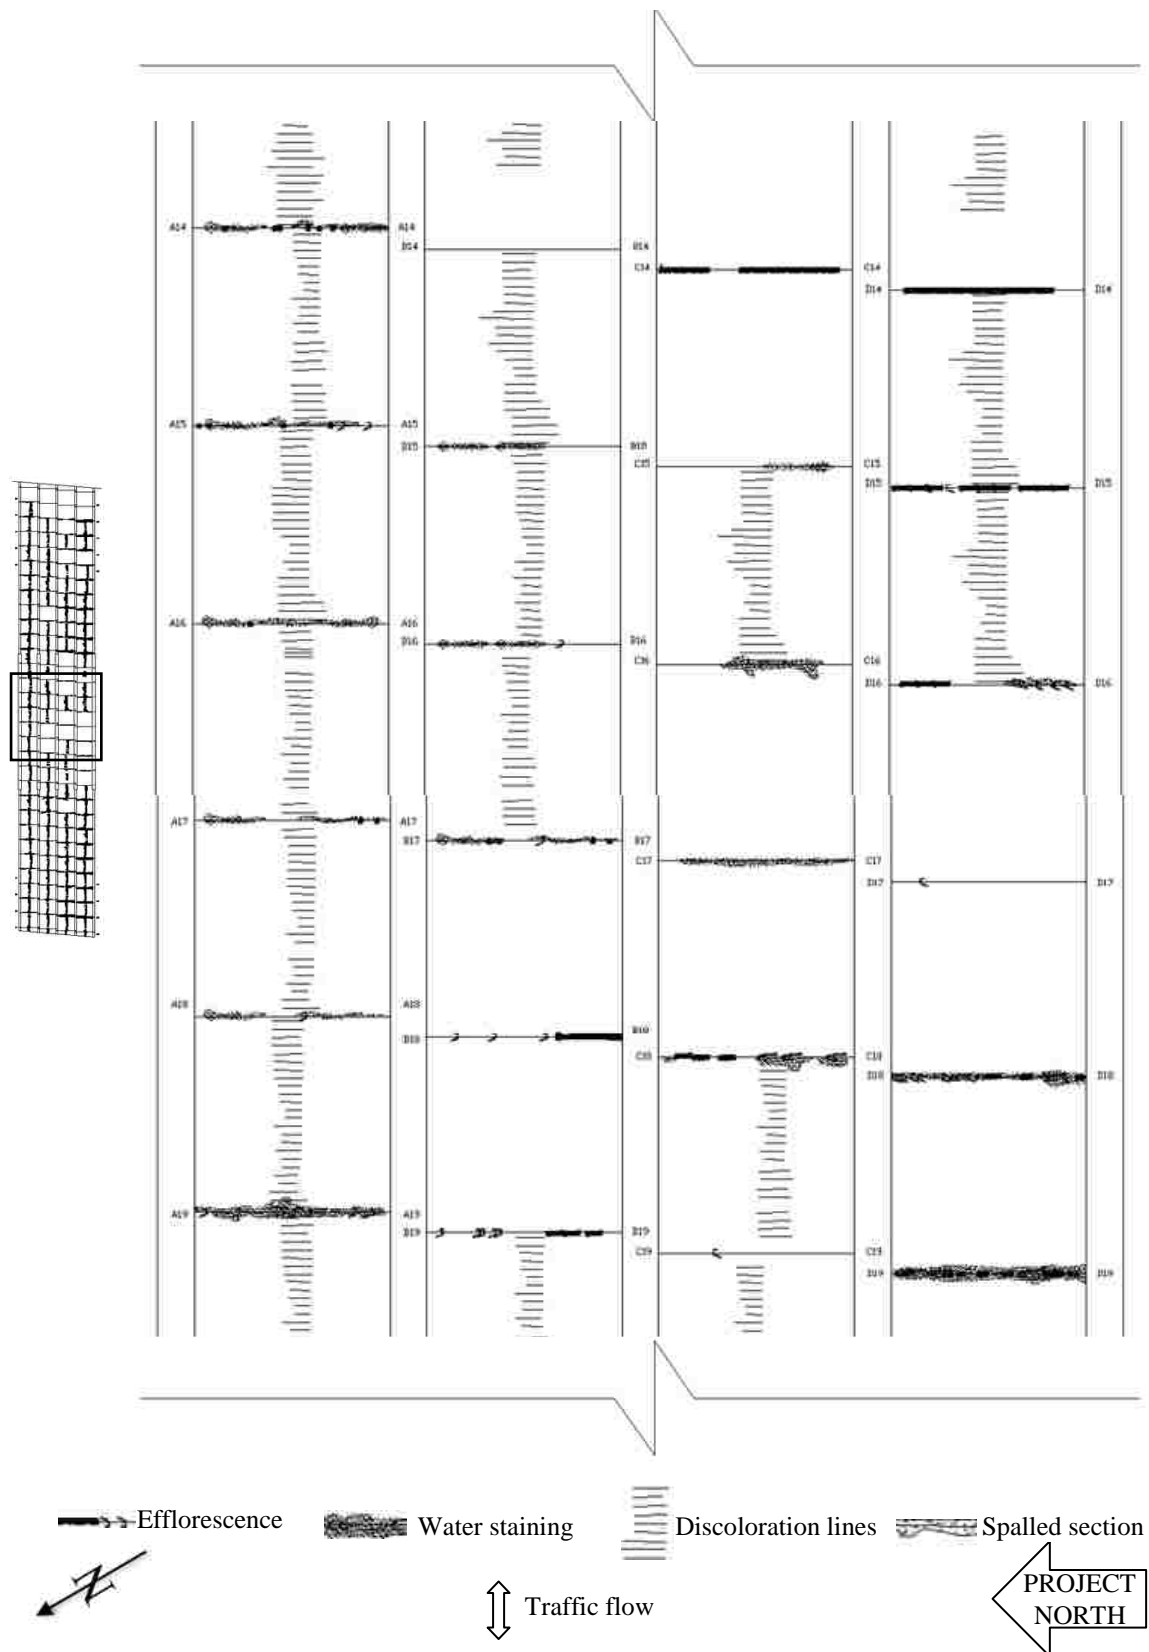 A14 A14
B14 B14
C14 C14
D14 D14
A15 A15
B15 B15
C15 C15
D15 D15
A16 A16
B16 B16
C16 C16
D16 D16
A17 A17
B17 B17
C17 C17
D17 D17
A18 A18
B18 B18
C18 C18
D18 D18
A19 A19
B19 B19
C19 C19
D19 D19
Efflorescence Water staining Discoloration lines Spalled section
N
Traffic flow
PROJECT
NORTH